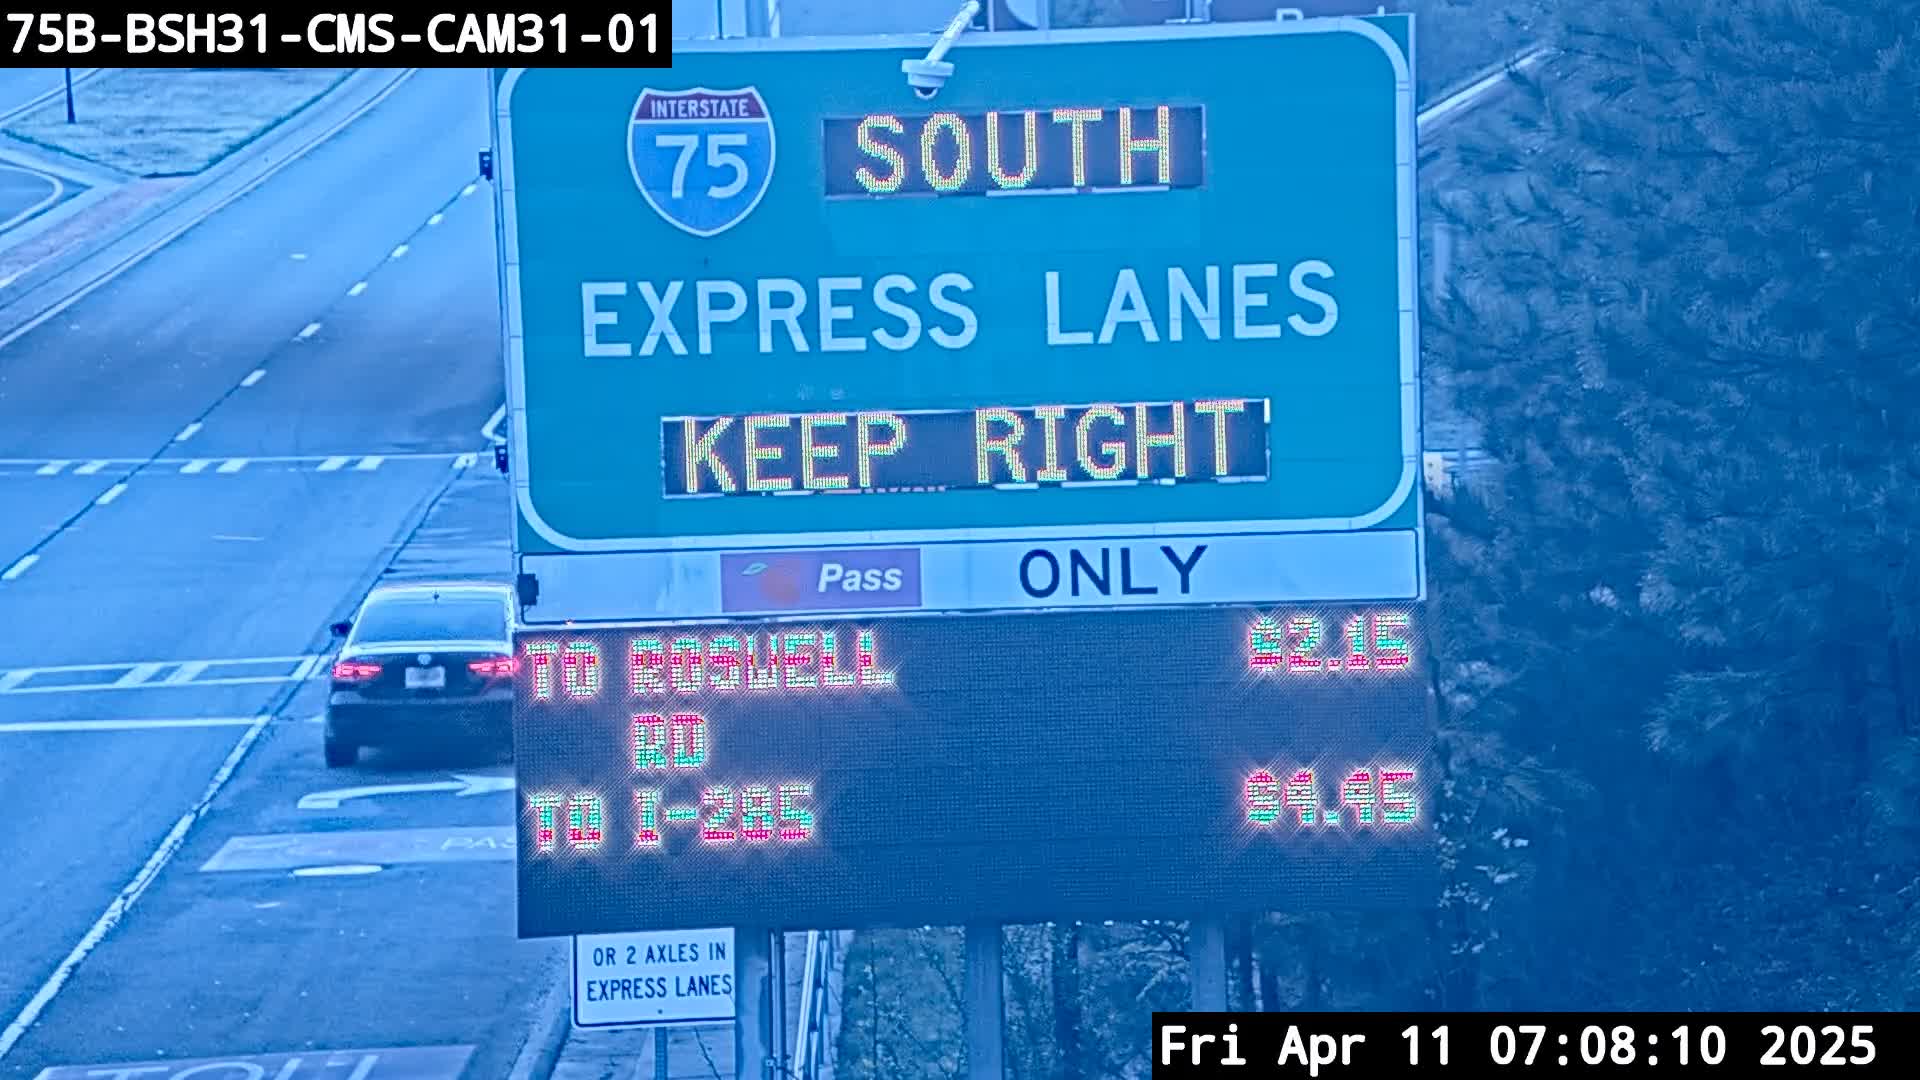 75B-BSH31-CMS-CAM31-01
INTERSTATE
75
SOUTH
EXPRESS LANES
KEEP RIGHT
Pass ONLY
TO ROSWELL $2.15
RD
TO I-285 $4.45
OR 2 AXLES IN
EXPRESS LANES
Fri Apr 11 07:08:10 2025